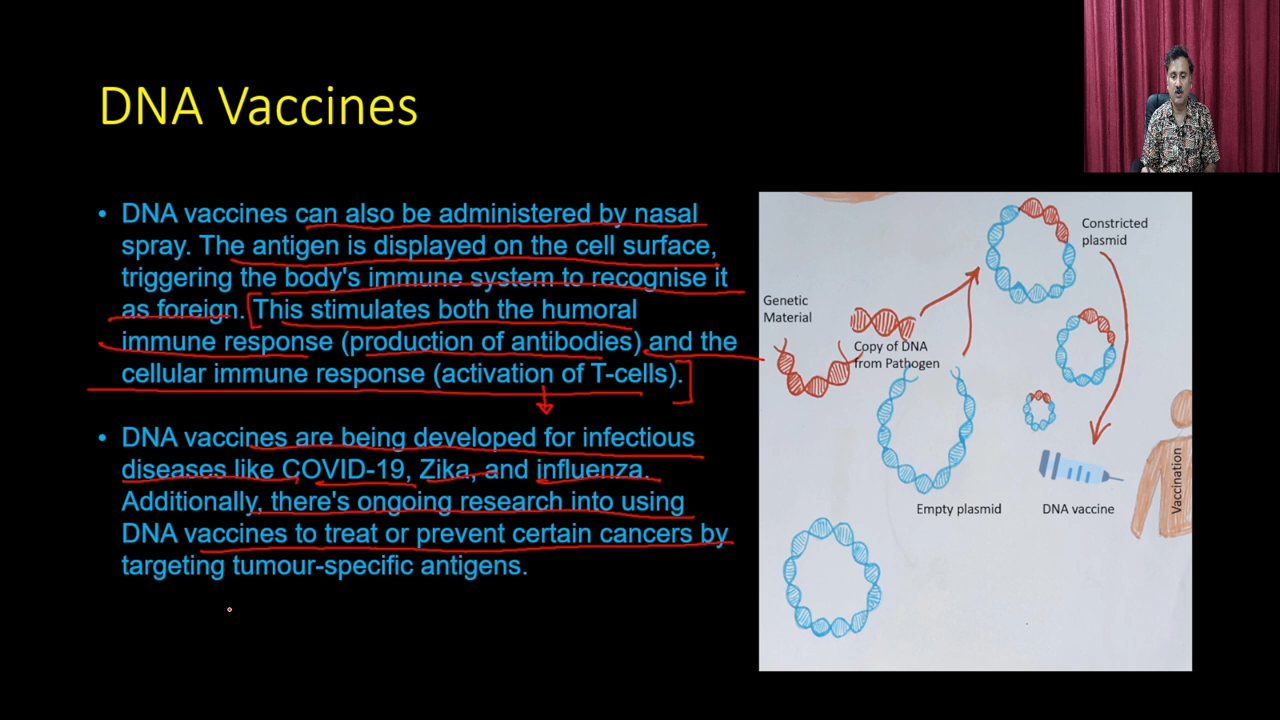 DNA Vaccines
• DNA vaccines can also be administered by nasal
spray. The antigen is displayed on the cell surface,
triggering the body's immune system to recognise it
as foreign. This stimulates both the humoral
immune response (production of antibodies) and the
cellular immune response (activation of T-cells).
• DNA vaccines are being developed for infectious
diseases like COVID-19, Zika, and influenza.
Additionally, there's ongoing research into using
DNA vaccines to treat or prevent certain cancers by
targeting tumour-specific antigens.
Constricted
plasmid
Genetic
Material
Copy of DNA
from Pathogen
Empty plasmid
DNA vaccine
Vaccination